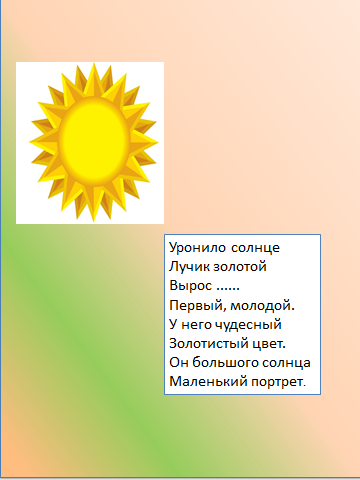 Уронило солнце
Лучик золотой
Вырос ......
Первый, молодой.
У него чудесный
Золотистый цвет.
Он большого солнца
Маленький портрет.